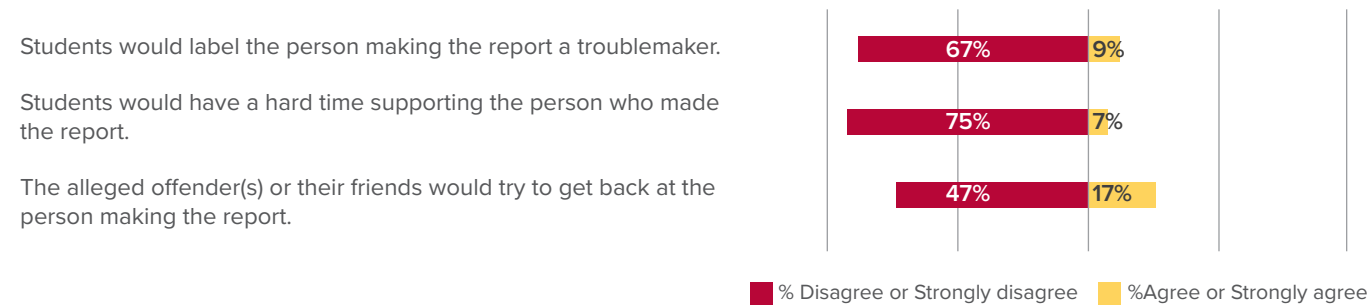 Students would label the person making the report a troublemaker.
67% 9%
Students would have a hard time supporting the person who made
the report.
75% 7%
The alleged offender(s) or their friends would try to get back at the
person making the report.
47% 17%
% Disagree or Strongly disagree %Agree or Strongly agree